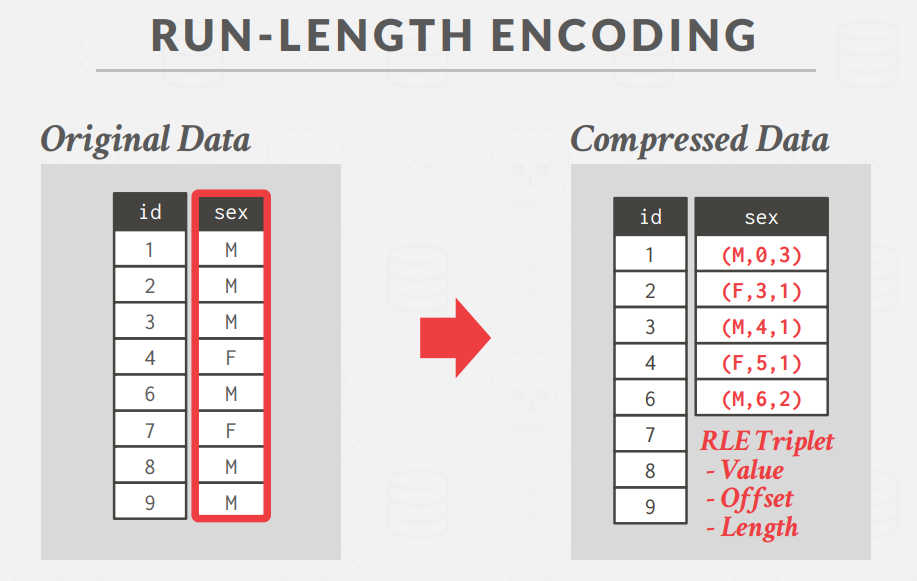 RUN-LENGTH ENCODING
Original Data
id sex
1 M
2 M
3 M
4 F
6 M
7 F
8 M
9 M
Compressed Data
id sex
1 (M,0,3)
2 (F,3,1)
3 (M,4,1)
4 (F,5,1)
6 (M,6,2)
7
8
9
RLE Triplet
- Value
- Offset
- Length